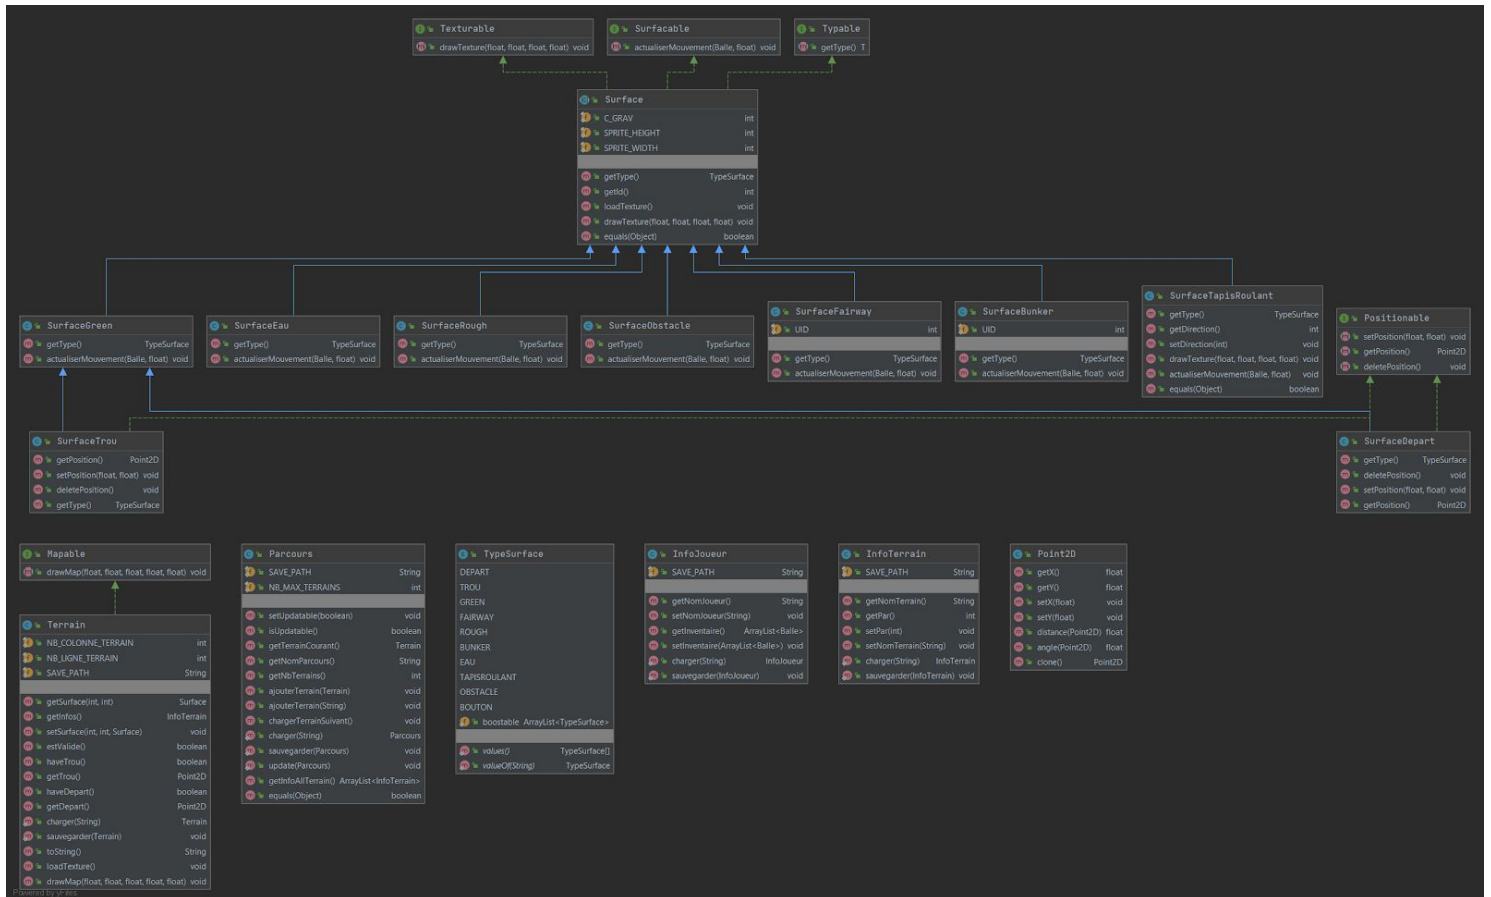 Texturable
drawTexture(float, float, float, float) void
Surfacable
actualiserMouvement(Balle, float) void
Typable
getType() T
Surface
C_GRAV int
SPRITE_HEIGHT int
SPRITE_WIDTH int
getType() TypeSurface
getId() int
loadTexture() void
drawTexture(float, float, float, float) void
equals(Object) boolean
SurfaceGreen
getType() TypeSurface
actualiserMouvement(Balle, float) void
SurfaceEau
getType() TypeSurface
actualiserMouvement(Balle, float) void
SurfaceRough
getType() TypeSurface
actualiserMouvement(Balle, float) void
SurfaceObstacle
getType() TypeSurface
actualiserMouvement(Balle, float) void
SurfaceFairway
UID int
getType() TypeSurface
actualiserMouvement(Balle, float) void
SurfaceBunker
UID int
getType() TypeSurface
actualiserMouvement(Balle, float) void
SurfaceTapisRoulant
getType() TypeSurface
getDirection() int
setDirection(int) void
drawTexture(float, float, float, float) void
actualiserMouvement(Balle, float) void
equals(Object) boolean
Positionable
setPosition(float, float) void
getPosition() Point2D
deletePosition() void
SurfaceTrou
getPosition() Point2D
setPosition(float, float) void
deletePosition() void
getType() TypeSurface
SurfaceDepart
getType() TypeSurface
deletePosition() void
setPosition(float, float) void
getPosition() Point2D
Mapable
drawMap(float, float, float, float, float) void
Terrain
NB_COLONNE_TERRAIN int
NB_LIGNE_TERRAIN int
SAVE_PATH String
getSurface(int, int) Surface
getInfos() InfoTerrain
setSurface(int, int, Surface) void
estValide() boolean
haveTrou() boolean
getTrou() Point2D
haveDepart() boolean
getDepart() Point2D
charger(String) Terrain
sauvegarder(Terrain) void
toString() String
loadTexture() void
drawMap(float, float, float, float, float) void
Parcours
SAVE_PATH String
NB_MAX_TERRAINS int
setUpdatable(boolean) void
isUpdatable() boolean
getTerrainCourant() Terrain
getNomParcours() String
getNbTerrains() int
ajouterTerrain(Terrain) void
ajouterTerrain(String) void
chargerTerrainSuivant() void
charger(String) Parcours
sauvegarder(Parcours) void
update(Parcours) void
getInfoAllTerrain() ArrayList<InfoTerrain>
equals(Object) boolean
TypeSurface
DEPART
TROU
GREEN
FAIRWAY
ROUGH
BUNKER
EAU
TAPISROULANT
OBSTACLE
BOUTON
boostable ArrayList<TypeSurface>
values() TypeSurface[]
valueOf(String) TypeSurface
InfoJoueur
SAVE_PATH String
getNomJoueur() String
setNomJoueur(String) void
getInventaire() ArrayList<Balle>
setInventaire(ArrayList<Balle>) void
charger(String) InfoJoueur
sauvegarder(InfoJoueur) void
InfoTerrain
SAVE_PATH String
getNomTerrain() String
getPar() int
setPar(int) void
setNomTerrain(String) void
charger(String) InfoTerrain
sauvegarder(InfoTerrain) void
Point2D
getX() float
getY() float
setX(float) void
setY(float) void
distance(Point2D) float
angle(Point2D) float
clone() Point2D
Powered by yFiles